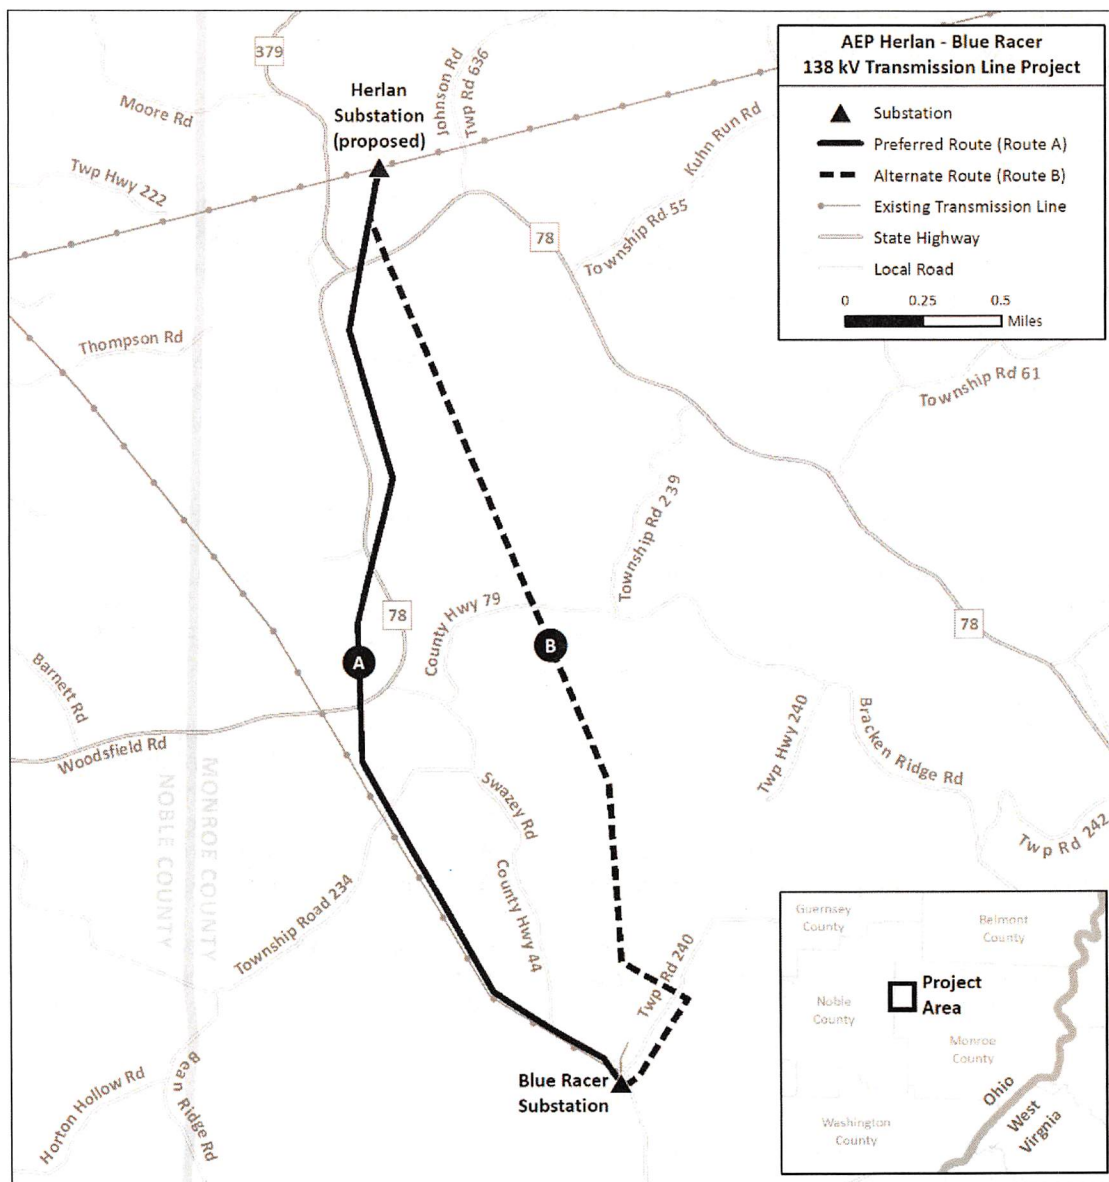 AEP Herlan - Blue Racer
138 kV Transmission Line Project
Substation
Preferred Route (Route A)
Alternate Route (Route B)
Existing Transmission Line
State Highway
Local Road
0 0.25 0.5
Miles
379
Moore Rd
Herlan
Substation
(proposed)
Johnson Rd
Twp Rd 636
Kuhn Run Rd
Twp Hwy 222
78
Township Rd 55
Thompson Rd
Township Rd 61
Township Rd 239
78
County Hwy 79
B
78
A
Barnett Rd
Woodsfield Rd
Twp Hwy 240
Bracken Ridge Rd
MONROE COUNTY
NOBLE COUNTY
Swazey Rd
Twp Rd 242
Township Road 234
County Hwy 44
Twp Rd 240
Blue Racer
Substation
Horton Hollow Rd
Bean Ridge Rd
Guernsey
County
Belmont
County
Project
Area
Noble
County
Monroe
County
Ohio
West
Virgnia
Washington
County